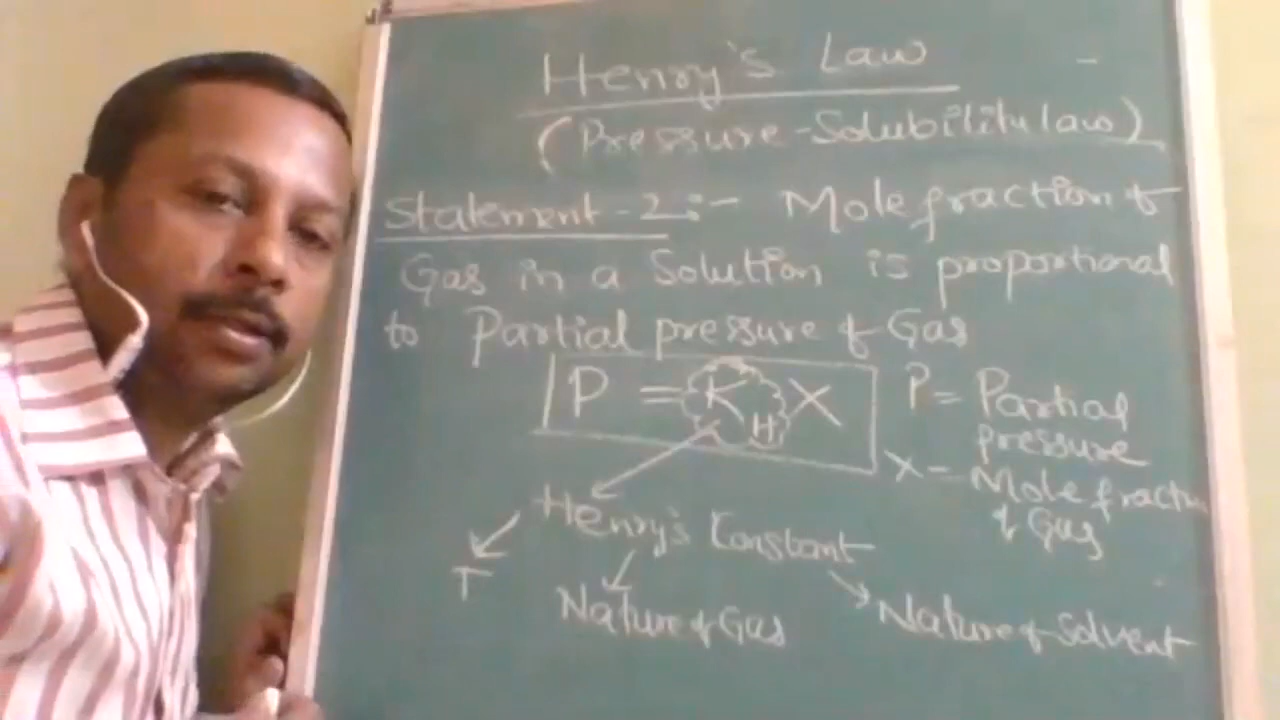 Henry's Law
(Pressure-Solubility law)
Statement-2:- Mole fraction of
Gas in a Solution is proportional
to Partial pressure of Gas
P = KH X
P = Partial
pressure
X - Mole fraction
of Gas
Henry's Constant
T
Nature of Gas
Nature of Solvent